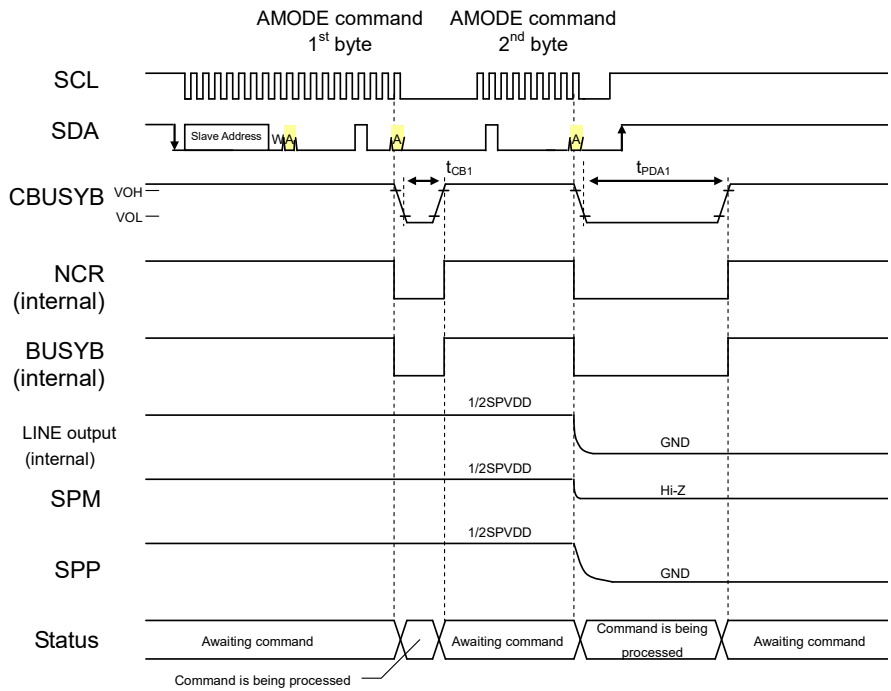 AMODE command
1st byte
AMODE command
2nd byte
SCL
SDA
Slave Address
W
A
A
A
tCB1
tPDA1
CBUSYB
VOH
VOL
NCR
(internal)
BUSYB
(internal)
1/2SPVDD
LINE output
(internal)
GND
1/2SPVDD
SPM
Hi-Z
1/2SPVDD
SPP
GND
Status
Awaiting command
Awaiting command
Command is being
processed
Awaiting command
Command is being processed